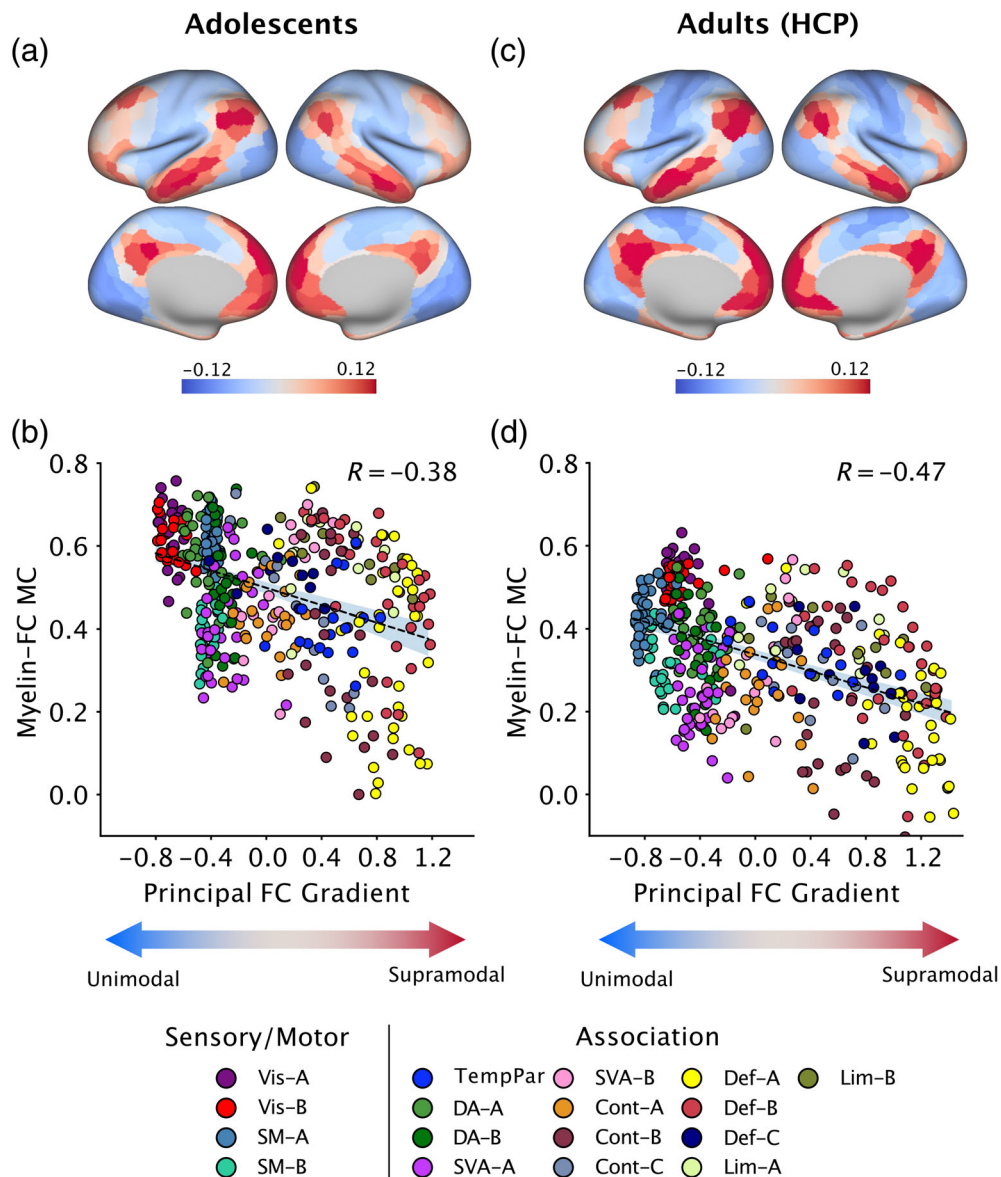 Adolescents
Adults (HCP)
(a)
(c)
−0.12
0.12
−0.12
0.12
(b)
(d)
R = −0.38
R = −0.47
Myelin–FC MC
0.8
0.6
0.4
0.2
0.0
−0.8 −0.4 0.0 0.4 0.8 1.2
Principal FC Gradient
Myelin–FC MC
0.8
0.6
0.4
0.2
0.0
−0.8 −0.4 0.0 0.4 0.8 1.2
Principal FC Gradient
Unimodal
Supramodal
Unimodal
Supramodal
Sensory/Motor
Vis–A
Vis–B
SM–A
SM–B
Association
TempPar
DA–A
DA–B
SVA–A
SVA–B
Cont–A
Cont–B
Cont–C
Def–A
Def–B
Def–C
Lim–A
Lim–B